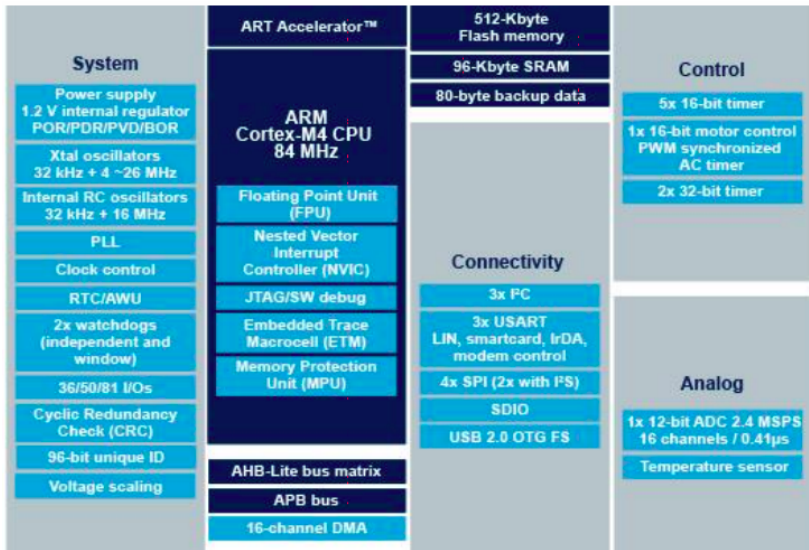 System
Power supply
1.2 V internal regulator
POR/PDR/PVD/BOR
Xtal oscillators
32 kHz + 4 ~26 MHz
Internal RC oscillators
32 kHz + 16 MHz
PLL
Clock control
RTC/AWU
2x watchdogs
(independent and
window)
36/50/81 I/Os
Cyclic Redundancy
Check (CRC)
96-bit unique ID
Voltage scaling
ART Accelerator™
ARM
Cortex-M4 CPU
84 MHz
Floating Point Unit
(FPU)
Nested Vector
Interrupt
Controller (NVIC)
JTAG/SW debug
Embedded Trace
Macrocell (ETM)
Memory Protection
Unit (MPU)
AHB-Lite bus matrix
APB bus
16-channel DMA
512-Kbyte
Flash memory
96-Kbyte SRAM
80-byte backup data
Connectivity
3x I²C
3x USART
LIN, smartcard, IrDA,
modem control
4x SPI (2x with I²S)
SDIO
USB 2.0 OTG FS
Control
5x 16-bit timer
1x 16-bit motor control
PWM synchronized
AC timer
2x 32-bit timer
Analog
1x 12-bit ADC 2.4 MSPS
16 channels / 0.41µs
Temperature sensor